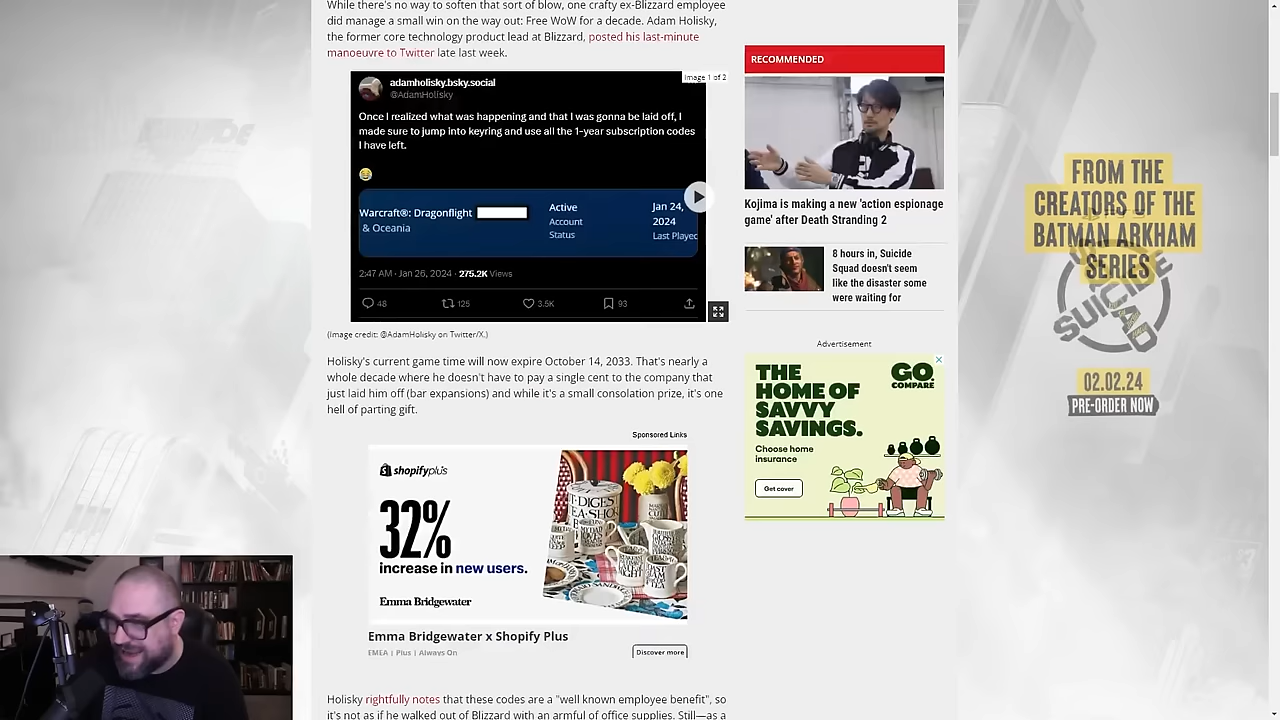 While there's no way to soften that sort of blow, one crafty ex-Blizzard employee
did manage a small win on the way out: Free WoW for a decade. Adam Holisky,
the former core technology product lead at Blizzard, posted his last-minute
manoeuvre to Twitter late last week.
Image 1 of 2
adamholisky.bsky.social
@AdamHolisky
Once I realized what was happening and that I was gonna be laid off, I
made sure to jump into keyring and use all the 1-year subscription codes
I have left.
Warcraft®: Dragonflight
& Oceania
Active
Account
Status
Jan 24,
2024
Last Played
2:47 AM · Jan 26, 2024 · 275.2K Views
48
125
3.5K
93
(Image credit: @AdamHolisky on Twitter/X.)
Holisky's current game time will now expire October 14, 2033. That's nearly a
whole decade where he doesn't have to pay a single cent to the company that
just laid him off (bar expansions) and while it's a small consolation prize, it's one
hell of parting gift.
Sponsored Links
shopifyplus
32%
increase in new users.
Emma Bridgewater
Emma Bridgewater x Shopify Plus
EMEA | Plus | Always On
Discover more
Holisky rightfully notes that these codes are a "well known employee benefit", so
it's not as if he walked out of Blizzard with an armful of office supplies. Still—as a
RECOMMENDED
Kojima is making a new 'action espionage
game' after Death Stranding 2
8 hours in, Suicide
Squad doesn't seem
like the disaster some
were waiting for
Advertisement
THE
HOME OF
SAVVY
SAVINGS.
GO.
COMPARE
Choose home
insurance
Get cover
FROM THE
CREATORS OF THE
BATMAN ARKHAM
SERIES
SUICIDE
02.02.24
PRE-ORDER NOW